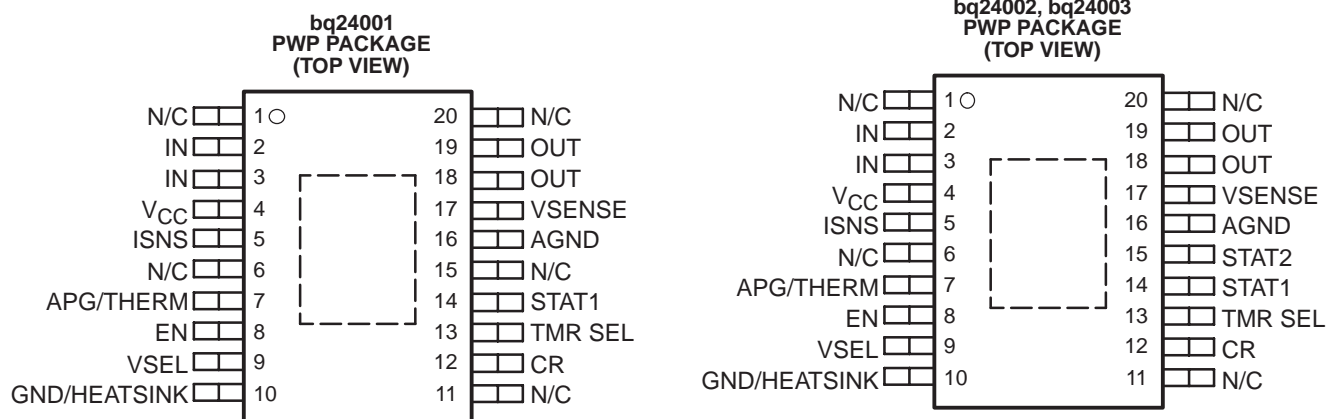 bq24001
PWP PACKAGE
(TOP VIEW)
N/C 1 20 N/C
IN 2 19 OUT
IN 3 18 OUT
VCC 4 17 VSENSE
ISNS 5 16 AGND
N/C 6 15 N/C
APG/THERM 7 14 STAT1
EN 8 13 TMR SEL
VSEL 9 12 CR
GND/HEATSINK 10 11 N/C
bq24002, bq24003
PWP PACKAGE
(TOP VIEW)
N/C 1 20 N/C
IN 2 19 OUT
IN 3 18 OUT
VCC 4 17 VSENSE
ISNS 5 16 AGND
N/C 6 15 STAT2
APG/THERM 7 14 STAT1
EN 8 13 TMR SEL
VSEL 9 12 CR
GND/HEATSINK 10 11 N/C